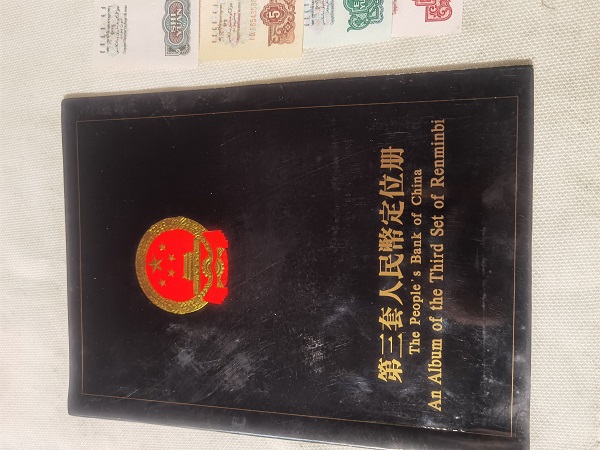 第三套人民幣定位册
The People's Bank of China
An Album of the Third Set of Renminbi